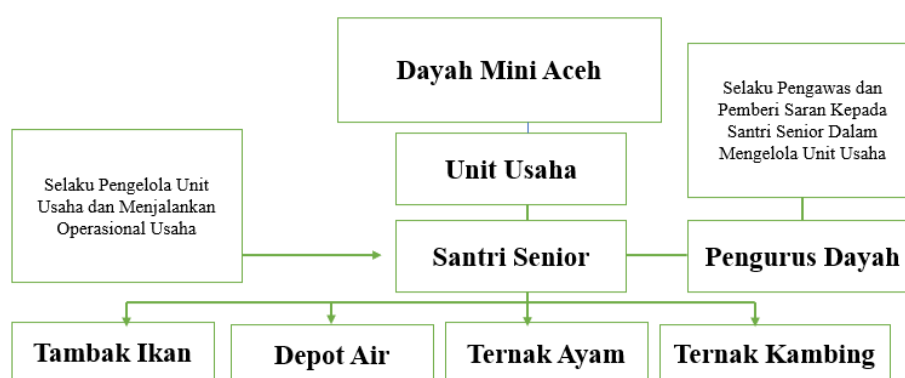 Dayah Mini Aceh
Selaku Pengawas dan
Pemberi Saran Kepada
Santri Senior Dalam
Mengelola Unit Usaha
Unit Usaha
Selaku Pengelola Unit
Usaha dan Menjalankan
Operasional Usaha
Santri Senior
Pengurus Dayah
Tambak Ikan
Depot Air
Ternak Ayam
Ternak Kambing